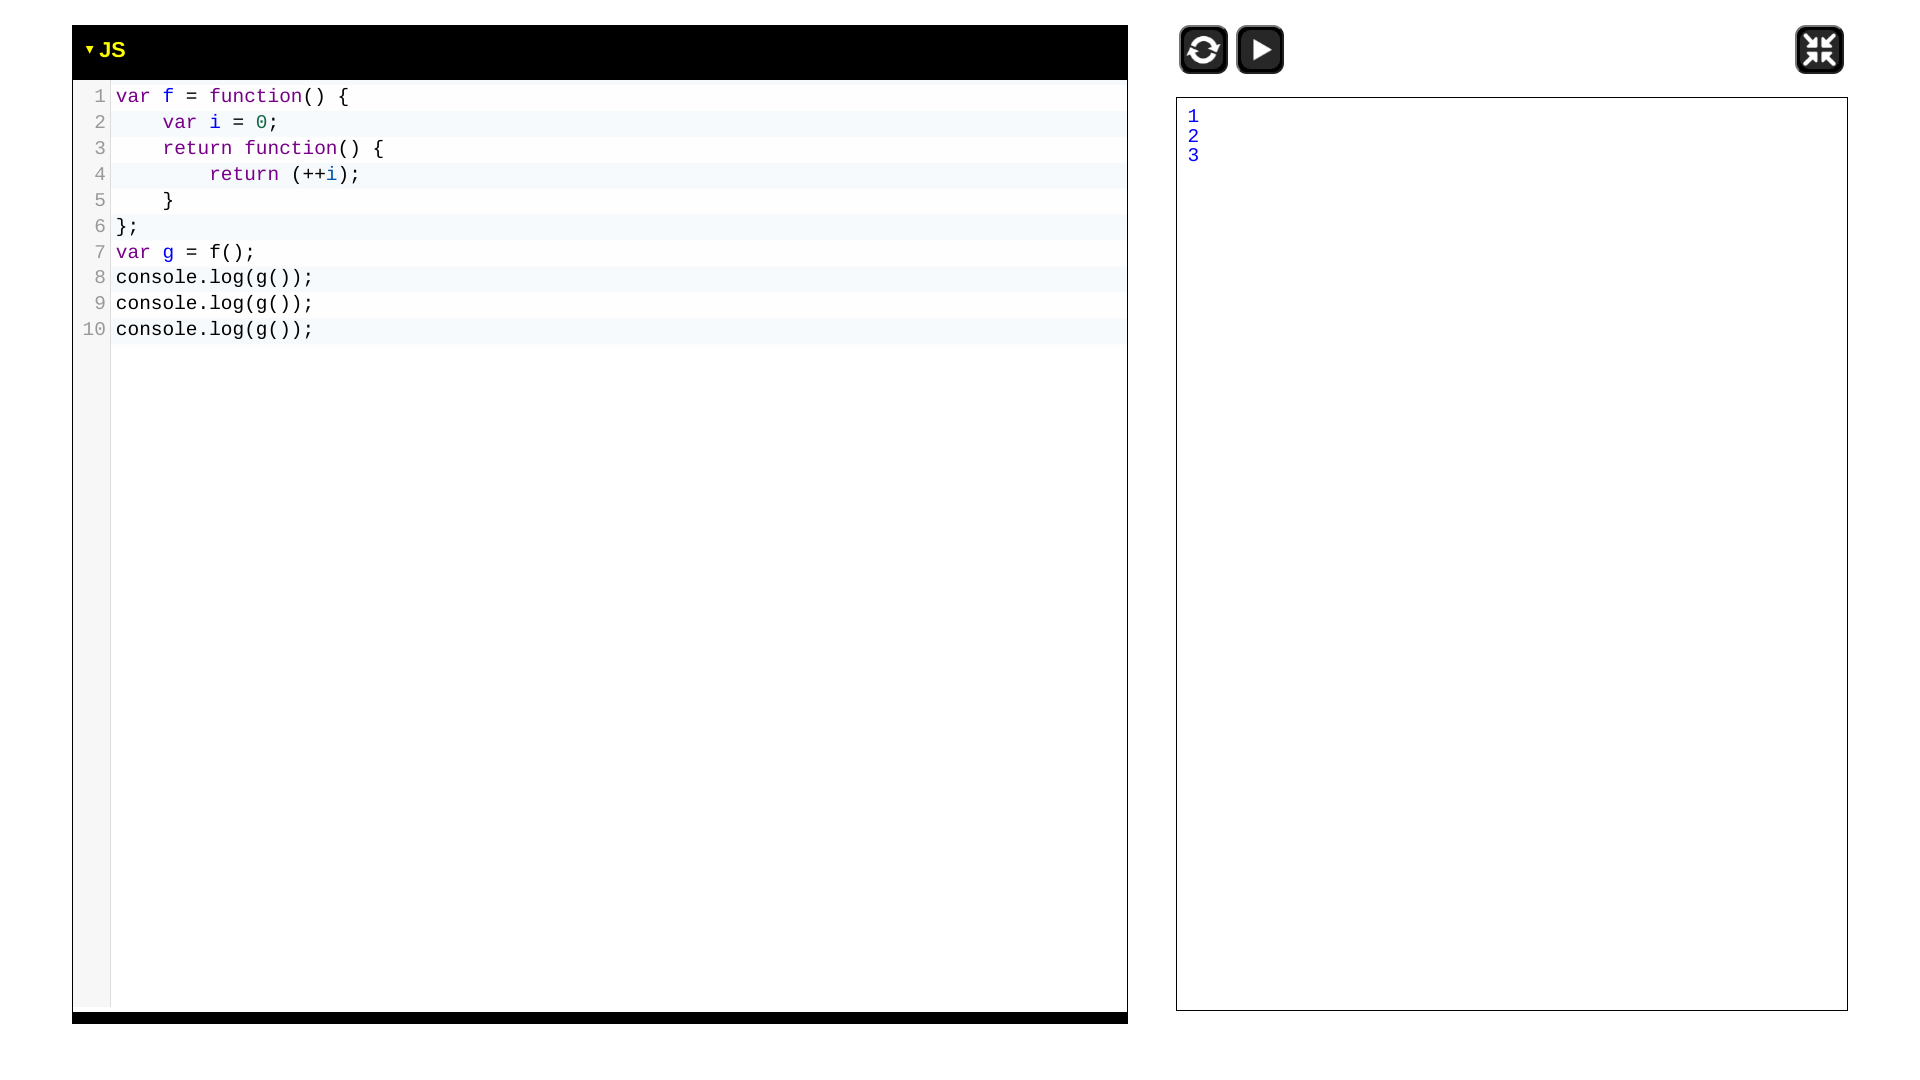 ▼ JS
1 var f = function() {
2     var i = 0;
3     return function() {
4         return (++i);
5     }
6 };
7 var g = f();
8 console.log(g());
9 console.log(g());
10 console.log(g());
1
2
3